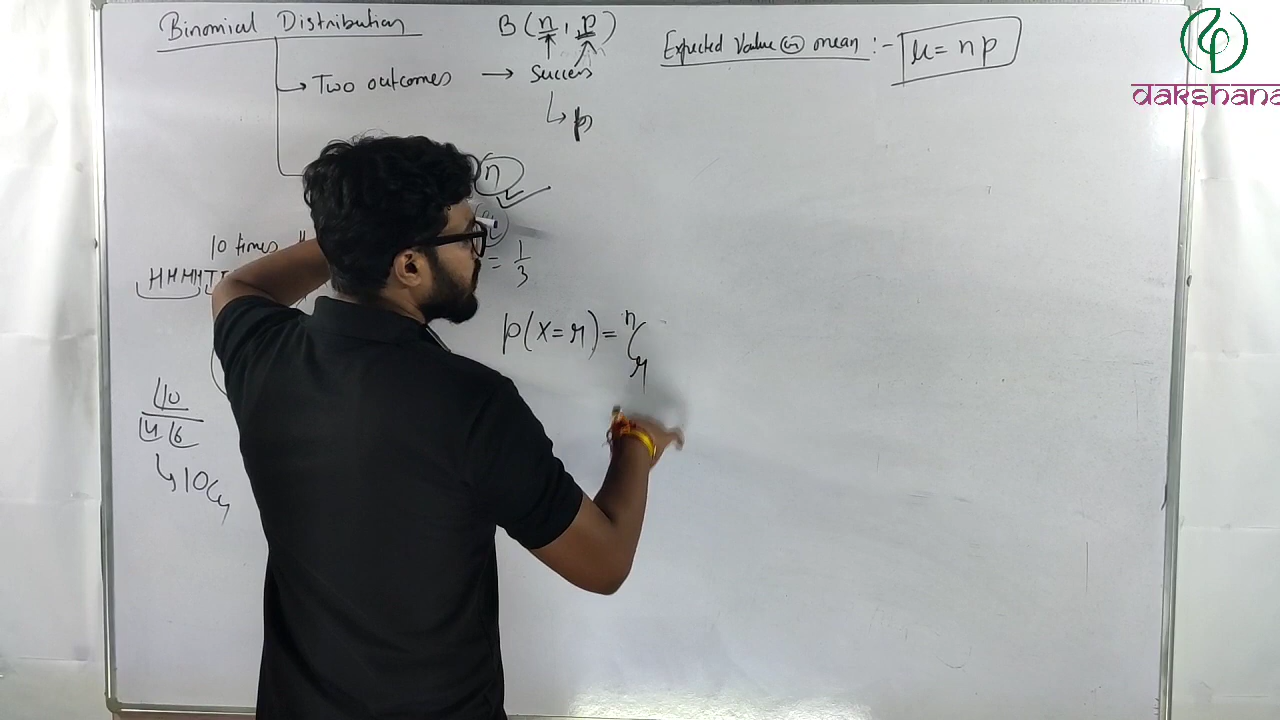 Binomial Distribution
B(n, p)
Expected Value (or) mean :- μ = np
→ Two outcomes → Success
↳ p
n
10 times
HHHH
= 1/3
p(x=r) = nCr
10
4 6
↳ 10C4
dakshana